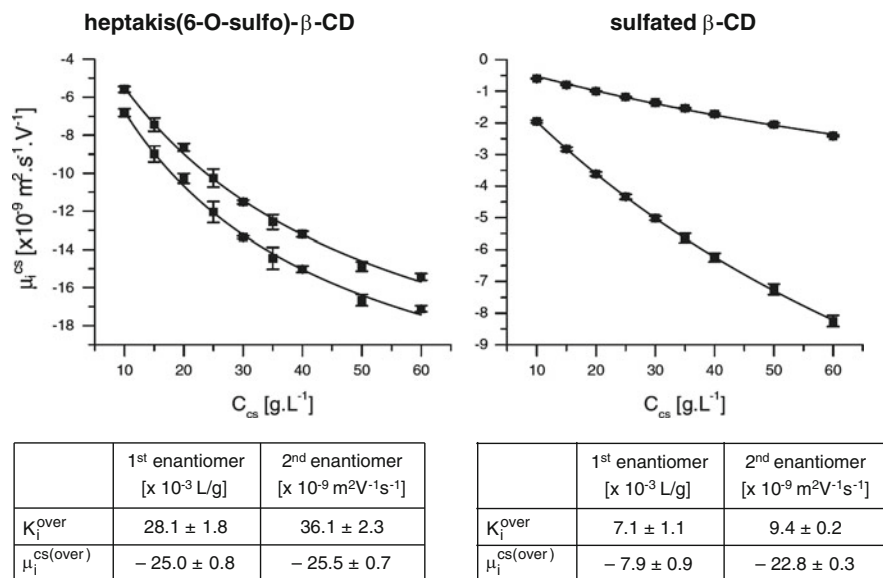 heptakis(6-O-sulfo)-β-CD
sulfated β-CD
μᵢᶜˢ [x10⁻⁹ m².s⁻¹.V⁻¹]
-4
-6
-8
-10
-12
-14
-16
-18
10 20 30 40 50 60
C_cs [g.L⁻¹]
0
-1
-2
-3
-4
-5
-6
-7
-8
-9
10 20 30 40 50 60
C_cs [g.L⁻¹]
1ˢᵗ enantiomer 2ⁿᵈ enantiomer
[x 10⁻³ L/g] [x 10⁻⁹ m²V⁻¹s⁻¹]
Kᵢᵒᵛᵉʳ 28.1 ± 1.8 36.1 ± 2.3
μᵢᶜˢ⁽ᵒᵛᵉʳ⁾ – 25.0 ± 0.8 – 25.5 ± 0.7
1ˢᵗ enantiomer 2ⁿᵈ enantiomer
[x 10⁻³ L/g] [x 10⁻⁹ m²V⁻¹s⁻¹]
Kᵢᵒᵛᵉʳ 7.1 ± 1.1 9.4 ± 0.2
μᵢᶜˢ⁽ᵒᵛᵉʳ⁾ – 7.9 ± 0.9 – 22.8 ± 0.3